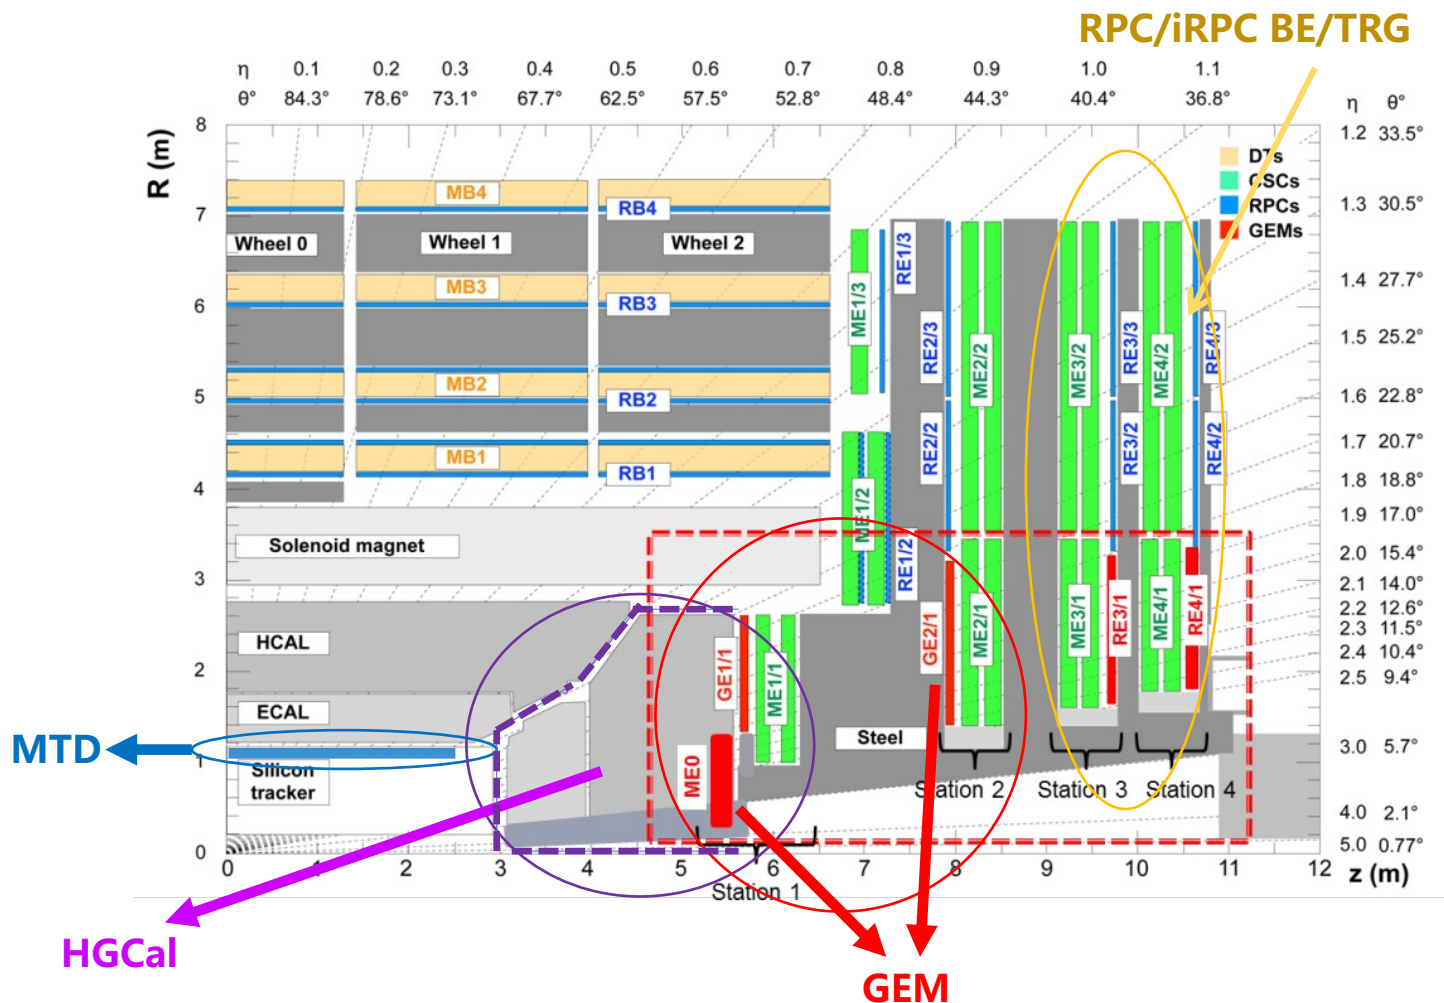 RPC/iRPC BE/TRG
η 0.1 0.2 0.3 0.4 0.5 0.6 0.7 0.8 0.9 1.0 1.1
θ° 84.3° 78.6° 73.1° 67.7° 62.5° 57.5° 52.8° 48.4° 44.3° 40.4° 36.8°
η θ°
R (m)
8
7
6
5
4
3
2
1
0
1.2 33.5°
1.3 30.5°
1.4 27.7°
1.5 25.2°
1.6 22.8°
1.7 20.7°
1.8 18.8°
1.9 17.0°
2.0 15.4°
2.1 14.0°
2.2 12.6°
2.3 11.5°
2.4 10.4°
2.5 9.4°
3.0 5.7°
4.0 2.1°
5.0 0.77°
DTs
CSCs
RPCs
GEMs
MB4
RB4
Wheel 0
Wheel 1
Wheel 2
MB3
RB3
MB2
RB2
MB1
RB1
Solenoid magnet
HCAL
ECAL
Silicon
tracker
ME1/3
RE1/3
ME1/2
RE1/2
RE2/3
RE2/2
ME2/2
ME3/2
RE3/3
RE3/2
ME4/2
RE4/3
RE4/2
GE1/1
ME1/1
ME0
GE2/1
ME2/1
ME3/1
RE3/1
ME4/1
RE4/1
Steel
Station 1
Station 2
Station 3
Station 4
0 1 2 3 4 5 6 7 8 9 10 11 12
z (m)
MTD
HGCal
GEM